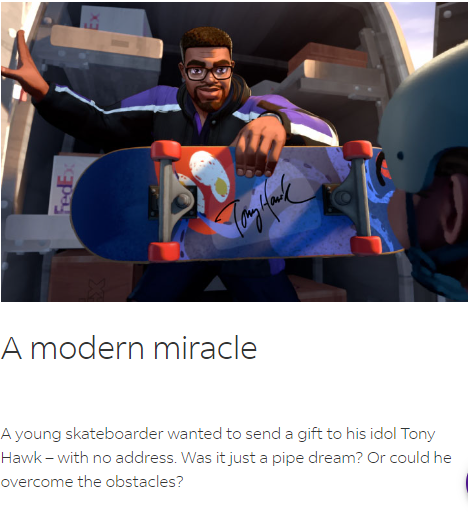 FedEx
FedEx
Tony Hawk
A modern miracle
A young skateboarder wanted to send a gift to his idol Tony
Hawk – with no address. Was it just a pipe dream? Or could he
overcome the obstacles?